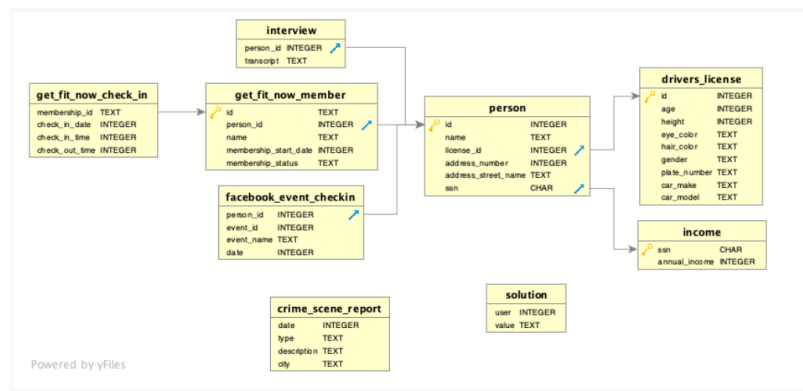 interview
person_id INTEGER
transcript TEXT
get_fit_now_check_in
membership_id TEXT
check_in_date INTEGER
check_in_time INTEGER
check_out_time INTEGER
get_fit_now_member
id TEXT
person_id INTEGER
name TEXT
membership_start_date INTEGER
membership_status TEXT
facebook_event_checkin
person_id INTEGER
event_id INTEGER
event_name TEXT
date INTEGER
person
id INTEGER
name TEXT
license_id INTEGER
address_number INTEGER
address_street_name TEXT
ssn CHAR
drivers_license
id INTEGER
age INTEGER
height INTEGER
eye_color TEXT
hair_color TEXT
gender TEXT
plate_number TEXT
car_make TEXT
car_model TEXT
income
ssn CHAR
annual_income INTEGER
crime_scene_report
date INTEGER
type TEXT
description TEXT
city TEXT
solution
user INTEGER
value TEXT
Powered by yFiles